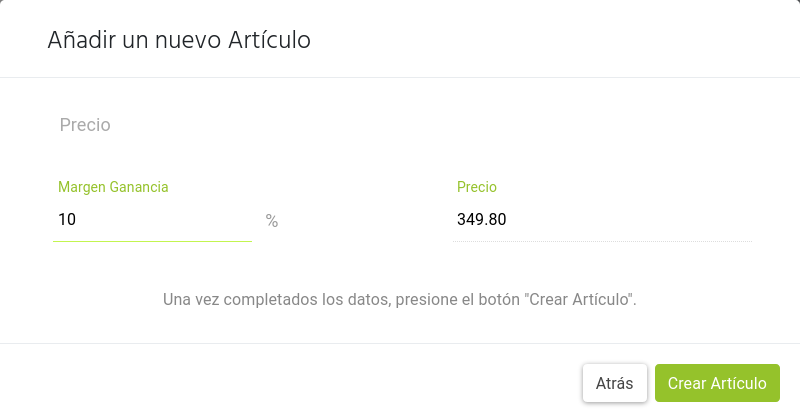 Añadir un nuevo Artículo
Precio
Margen Ganancia
Precio
10 %
349.80
Una vez completados los datos, presione el botón "Crear Artículo".
Atrás
Crear Artículo